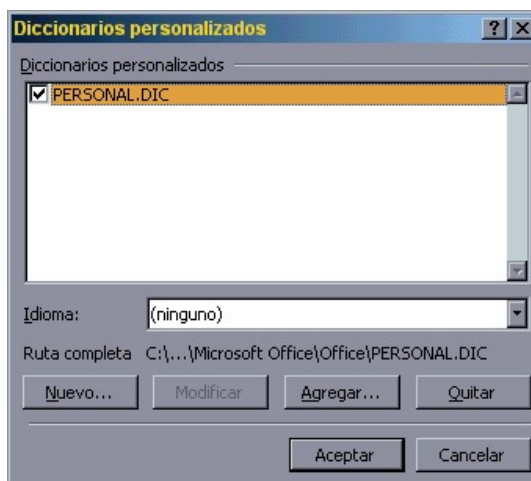 Diccionarios personalizados
Diccionarios personalizados
PERSONAL.DIC
Idioma: (ninguno)
Ruta completa C:\...\Microsoft Office\Office\PERSONAL.DIC
Nuevo... Modificar Agregar... Quitar
Aceptar Cancelar